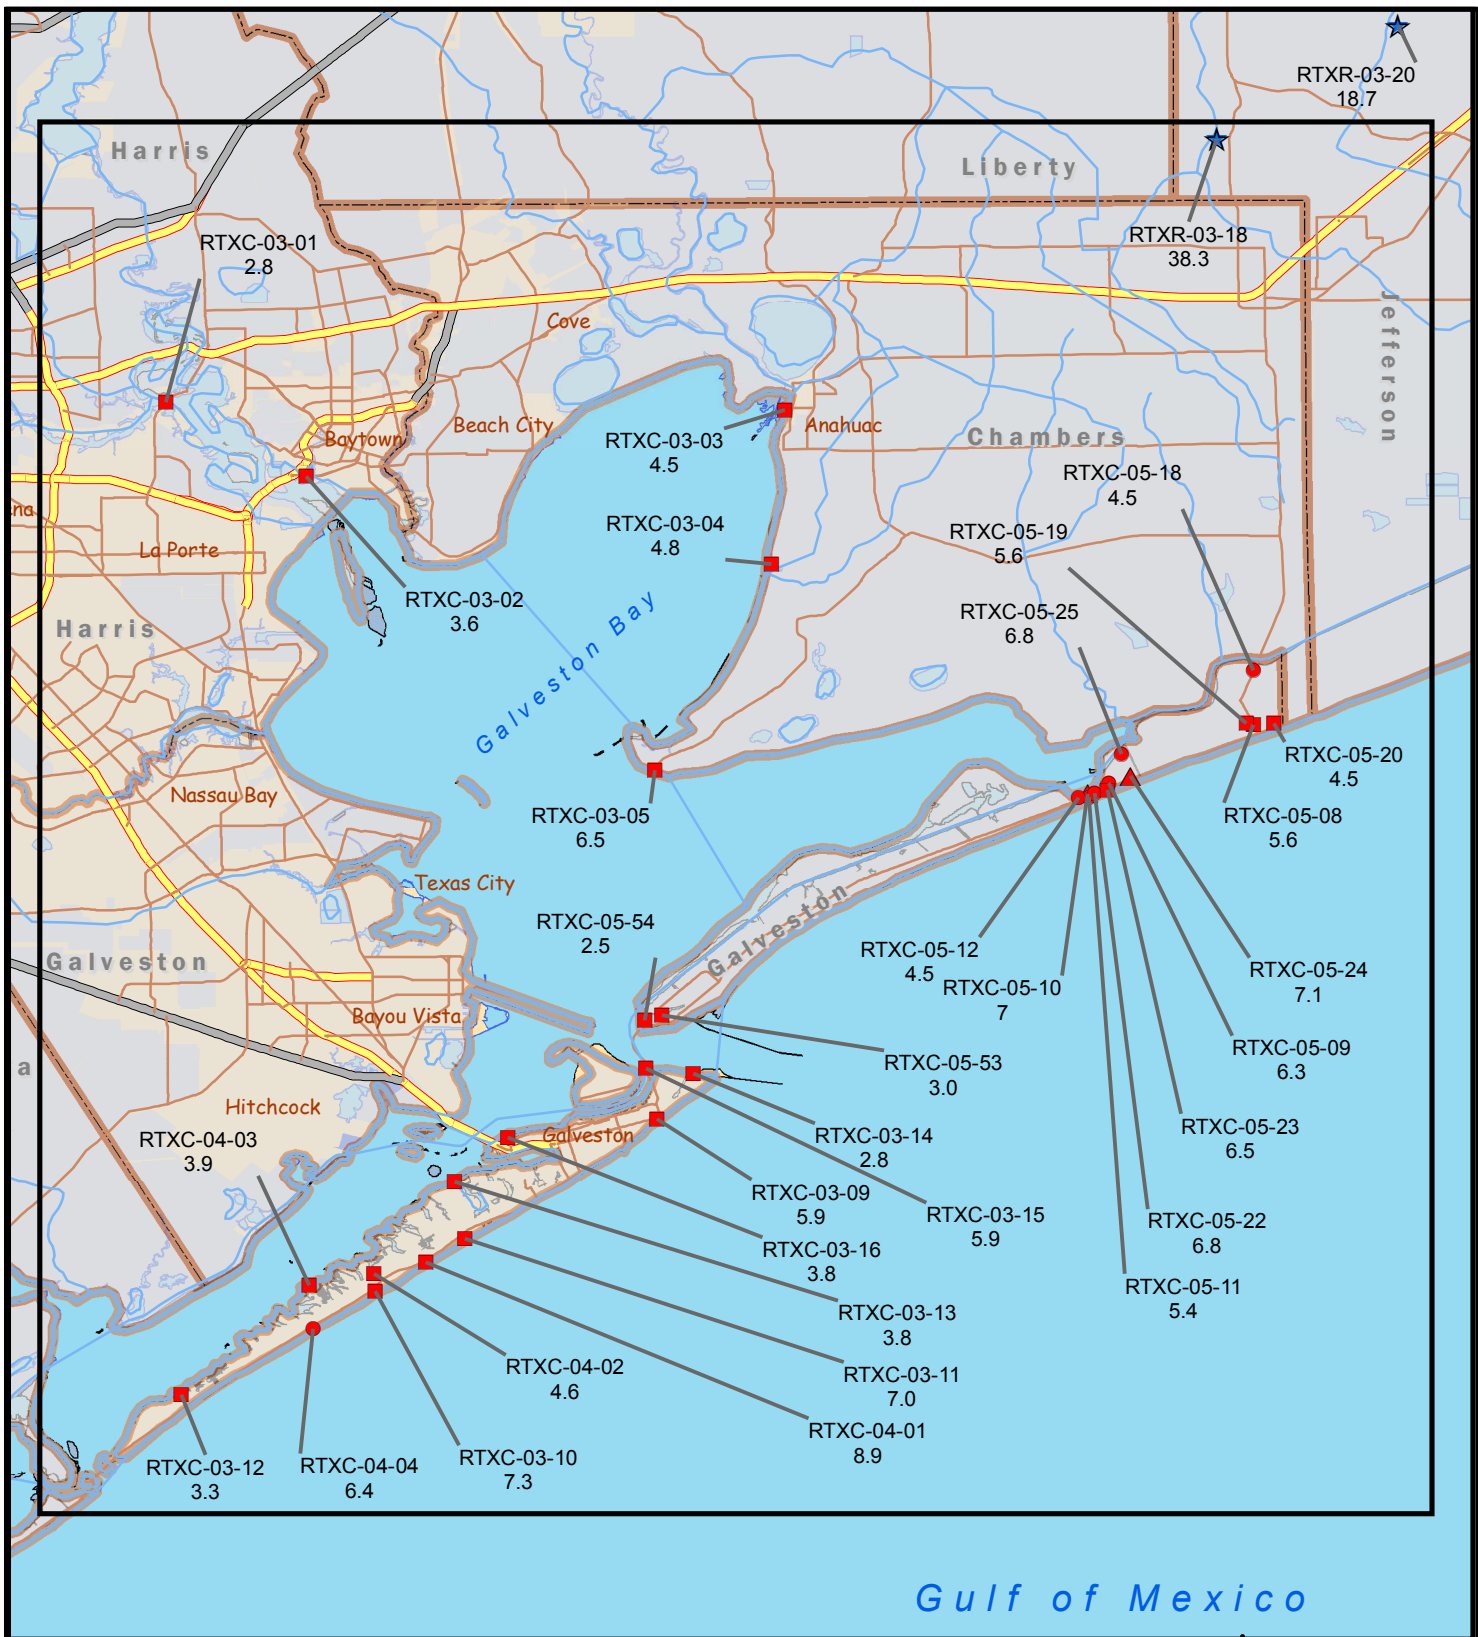 RTXR-03-20
18.7
Harris
Liberty
RTXC-03-01
2.8
RTXR-03-18
38.3
Jefferson
Cove
Baytown
Beach City
RTXC-03-03
4.5
Anahuac
Chambers
RTXC-05-18
4.5
na
RTXC-03-04
4.8
RTXC-05-19
5.6
La Porte
RTXC-03-02
3.6
RTXC-05-25
6.8
Harris
Galveston Bay
RTXC-05-20
4.5
Nassau Bay
RTXC-03-05
6.5
RTXC-05-08
5.6
Texas City
RTXC-05-54
2.5
Galveston
RTXC-05-12
4.5
Galveston
RTXC-05-10
7
RTXC-05-24
7.1
Bayou Vista
RTXC-05-53
3.0
RTXC-05-09
6.3
a
Hitchcock
RTXC-04-03
3.9
Galveston
RTXC-03-14
2.8
RTXC-05-23
6.5
RTXC-03-09
5.9
RTXC-03-15
5.9
RTXC-05-22
6.8
RTXC-03-16
3.8
RTXC-05-11
5.4
RTXC-03-13
3.8
RTXC-04-02
4.6
RTXC-03-11
7.0
RTXC-04-01
8.9
RTXC-03-12
3.3
RTXC-04-04
6.4
RTXC-03-10
7.3
Gulf of Mexico